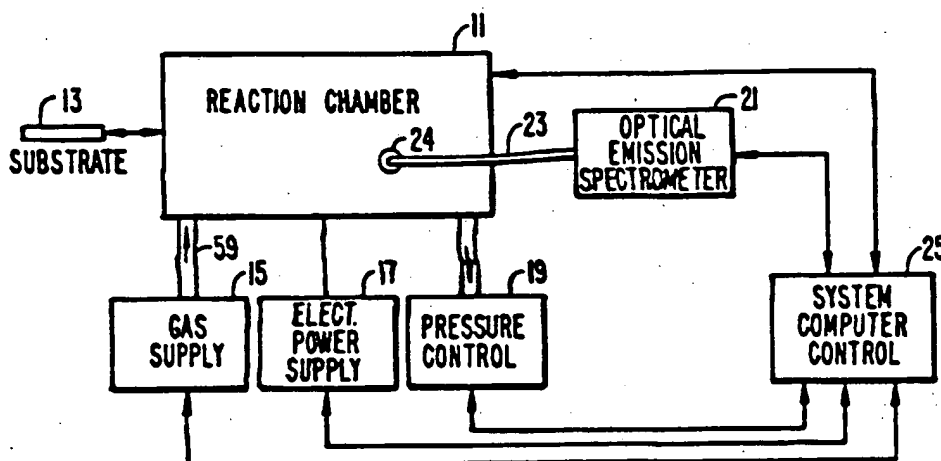 11
REACTION CHAMBER
13
SUBSTRATE
24
23
21
OPTICAL
EMISSION
SPECTROMETER
59
15
GAS
SUPPLY
17
ELECT.
POWER
SUPPLY
19
PRESSURE
CONTROL
25
SYSTEM
COMPUTER
CONTROL